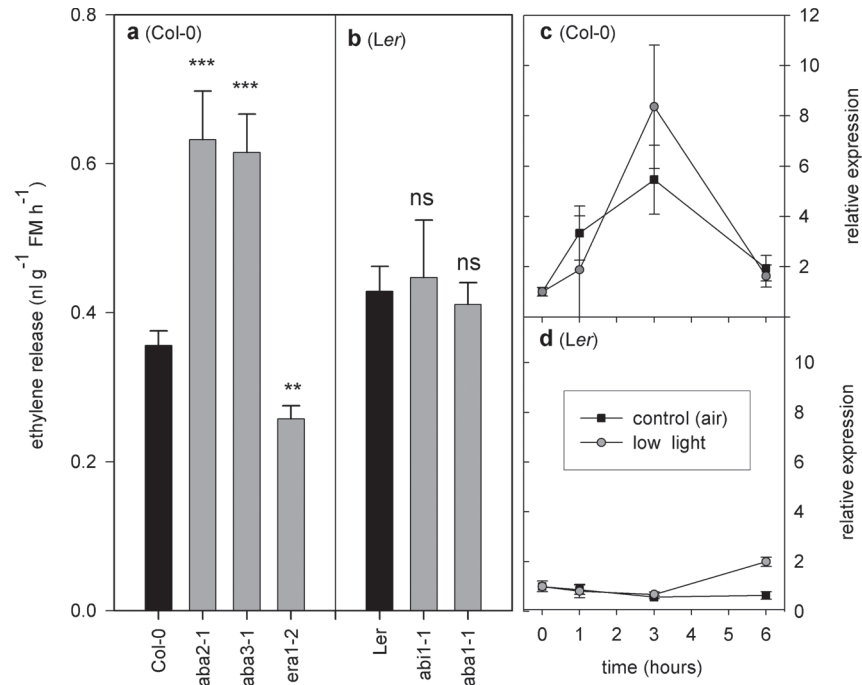 a (Col-0)
b (Ler)
c (Col-0)
d (Ler)
0.8
0.6
0.4
0.2
0.0
ethylene release (nl g-1 FM h-1)
***
***
**
ns
ns
Col-0
aba2-1
aba3-1
era1-2
Ler
abi1-1
aba1-1
12
10
8
6
4
2
relative expression
control (air)
low light
10
8
6
4
2
0
relative expression
0 1 2 3 4 5 6
time (hours)